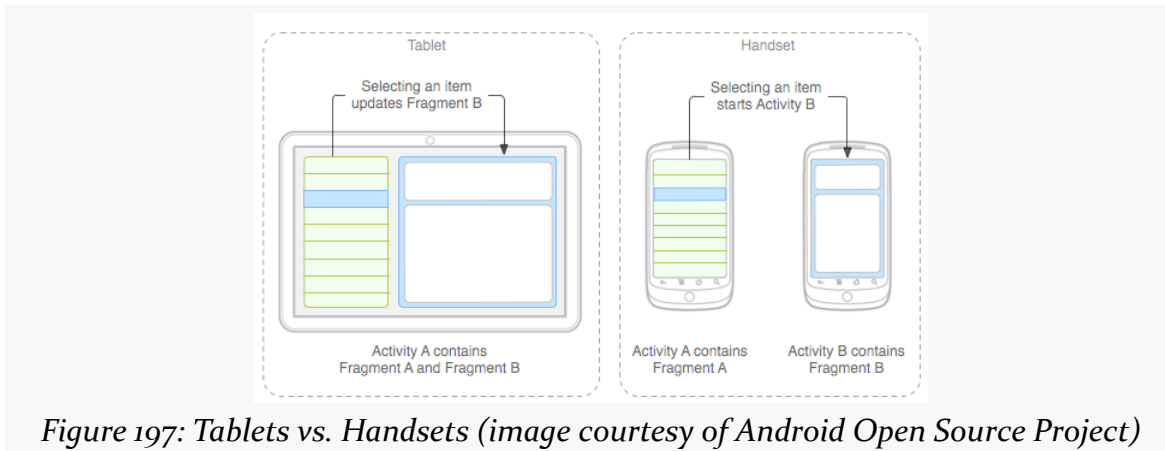 Tablet
Selecting an item
updates Fragment B
Activity A contains
Fragment A and Fragment B
Handset
Selecting an item
starts Activity B
Activity A contains
Fragment A
Activity B contains
Fragment B
Figure 197: Tablets vs. Handsets (image courtesy of Android Open Source Project)